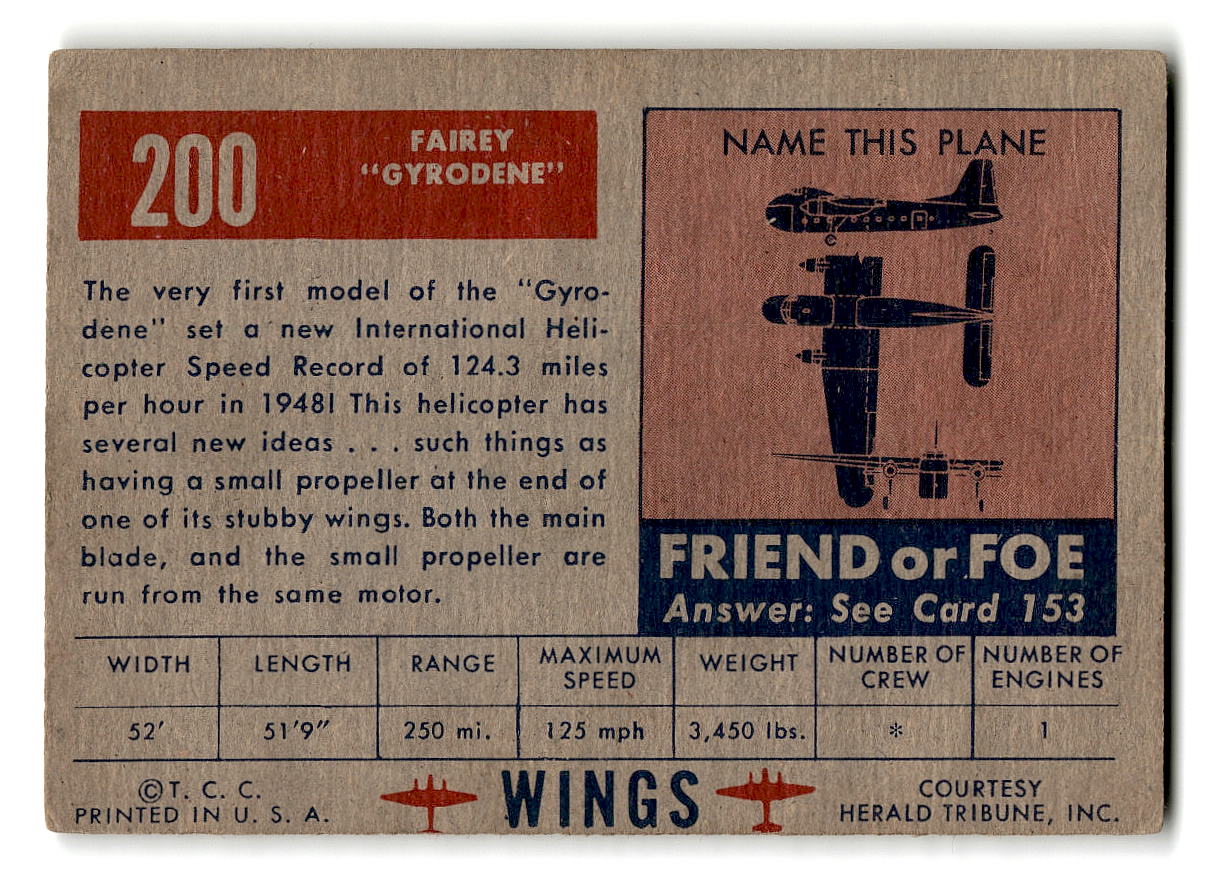 200
FAIREY
"GYRODENE"
The very first model of the "Gyro-
dene" set a new International Heli-
copter Speed Record of 124.3 miles
per hour in 1948! This helicopter has
several new ideas . . . such things as
having a small propeller at the end of
one of its stubby wings. Both the main
blade, and the small propeller are
run from the same motor.
NAME THIS PLANE
FRIEND or FOE
Answer: See Card 153
WIDTH LENGTH RANGE MAXIMUM SPEED WEIGHT NUMBER OF CREW NUMBER OF ENGINES
52' 51'9" 250 mi. 125 mph 3,450 lbs. * 1
©T. C. C.
PRINTED IN U. S. A.
WINGS
COURTESY
HERALD TRIBUNE, INC.